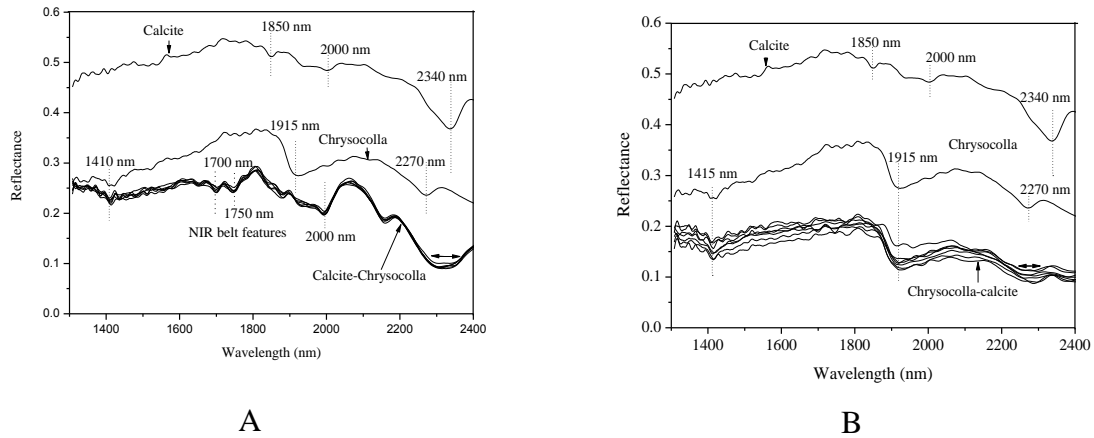 0.6
0.5
0.4
0.3
0.2
0.1
0.0
Reflectance
Calcite
1850 nm
2000 nm
2340 nm
1915 nm
Chrysocolla
1410 nm
1700 nm
2270 nm
1750 nm
NIR belt features
2000 nm
Calcite-Chrysocolla
1400 1600 1800 2000 2200 2400
Wavelength (nm)
A
0.6
0.5
0.4
0.3
0.2
0.1
0.0
Reflectance
Calcite
1850 nm
2000 nm
2340 nm
Chrysocolla
1915 nm
1415 nm
2270 nm
Chrysocolla-calcite
1400 1600 1800 2000 2200 2400
Wavelength (nm)
B